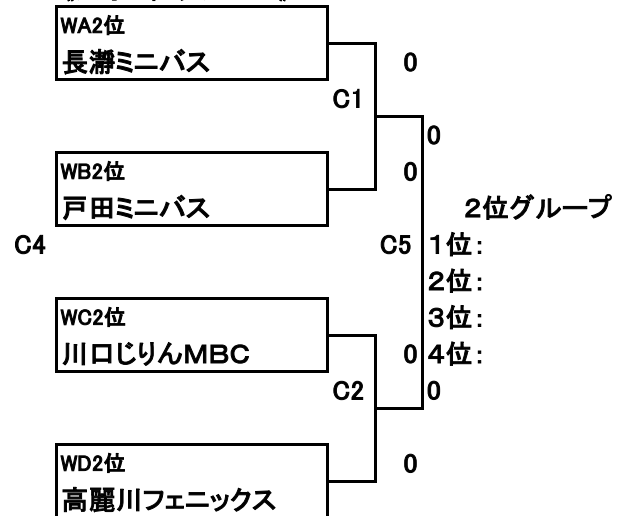 WA2位
長瀞ミニバス
0
C1
0
WB2位
0
戸田ミニバス
2位グループ
C4
C5
1位:
2位:
WC2位
3位:
川口じりんMBC
0
4位:
C2
0
WD2位
0
高麗川フェニックス